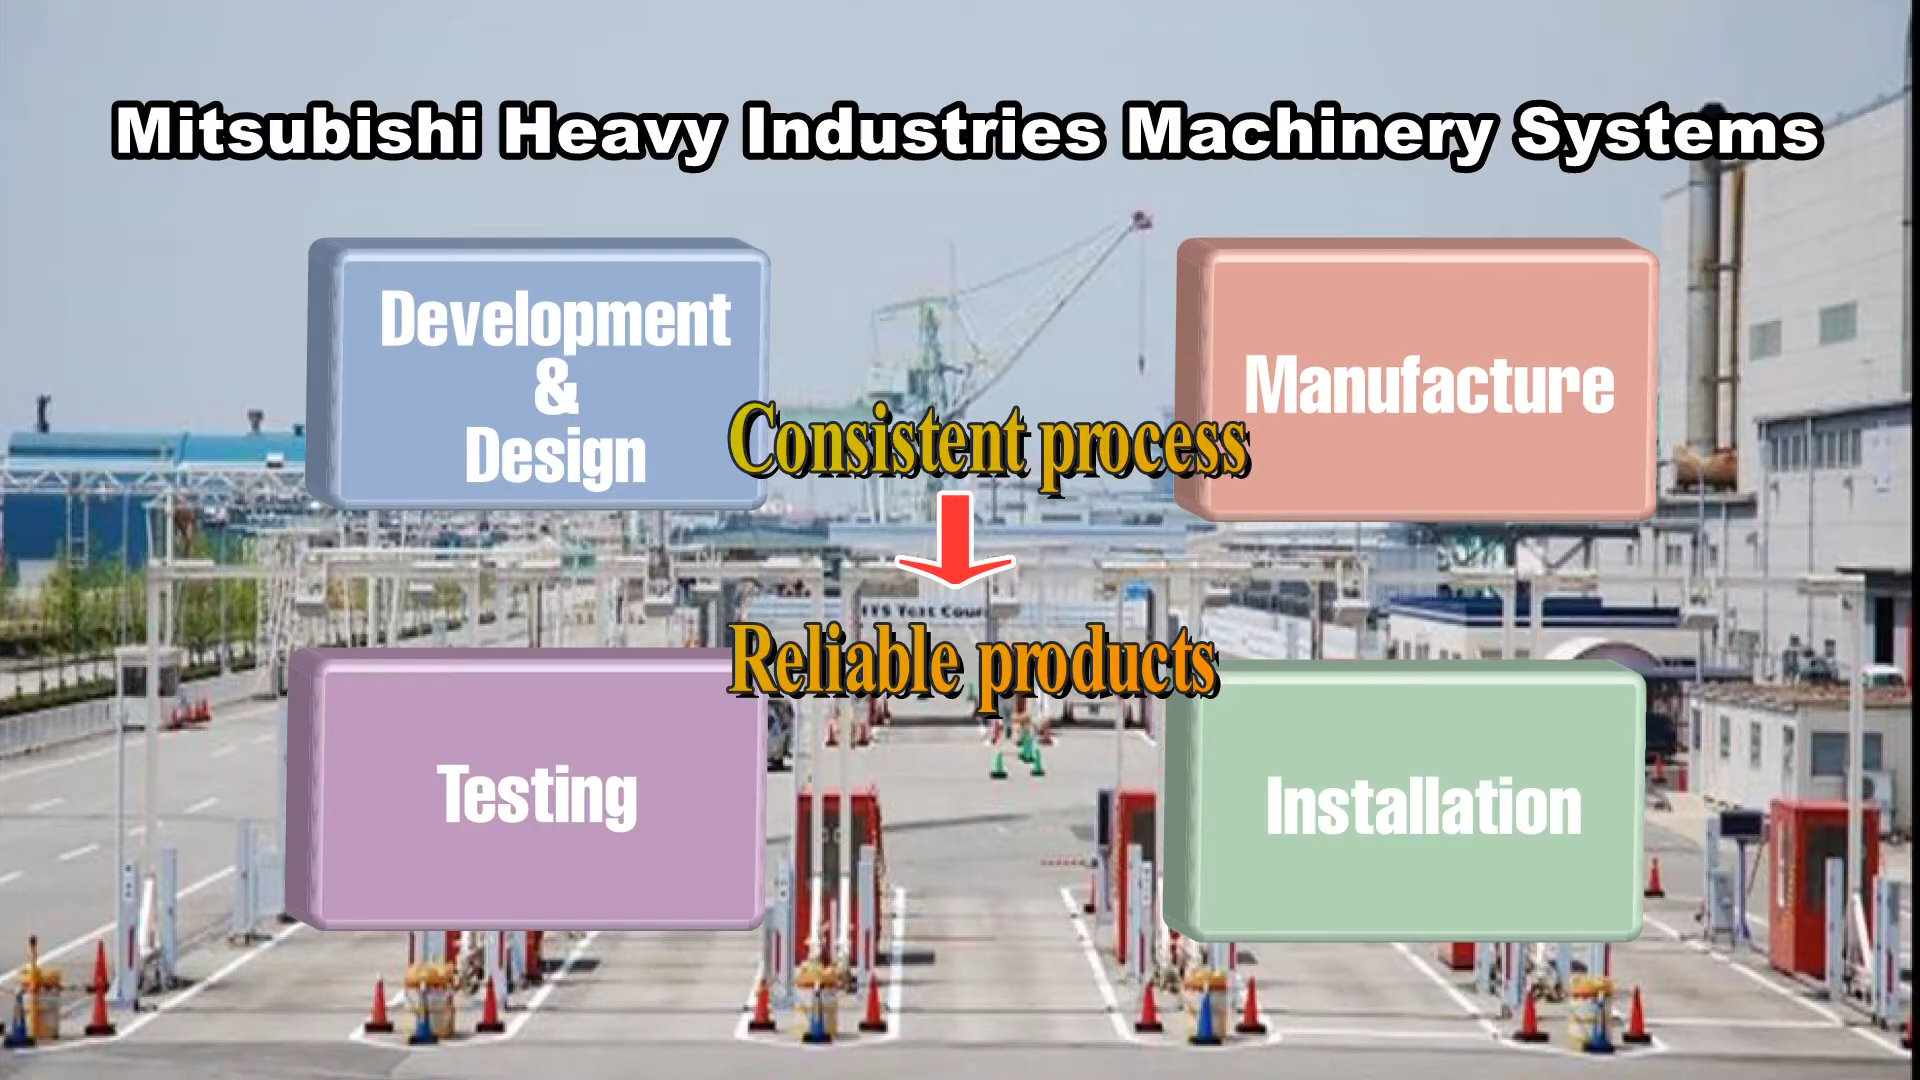 Mitsubishi Heavy Industries Machinery Systems
Development
&
Design
Manufacture
Consistent process
Reliable products
Testing
Installation